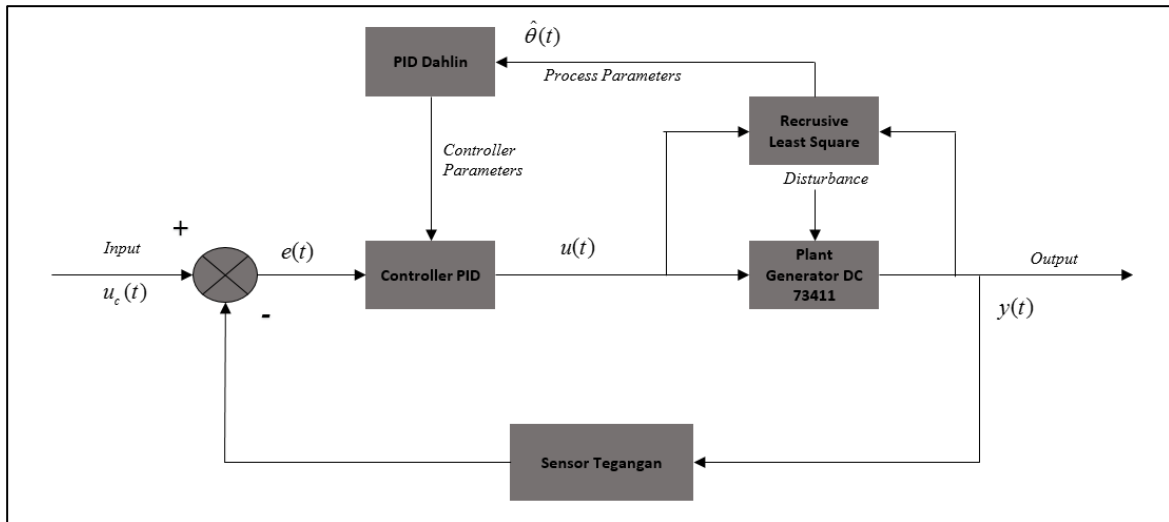 θ̂(t)
PID Dahlin
Process Parameters
Recrusive
Least Square
Controller
Parameters
Disturbance
+
Input
e(t)
Controller PID
u(t)
Plant
Generator DC
73411
Output
u_c(t)
-
y(t)
Sensor Tegangan